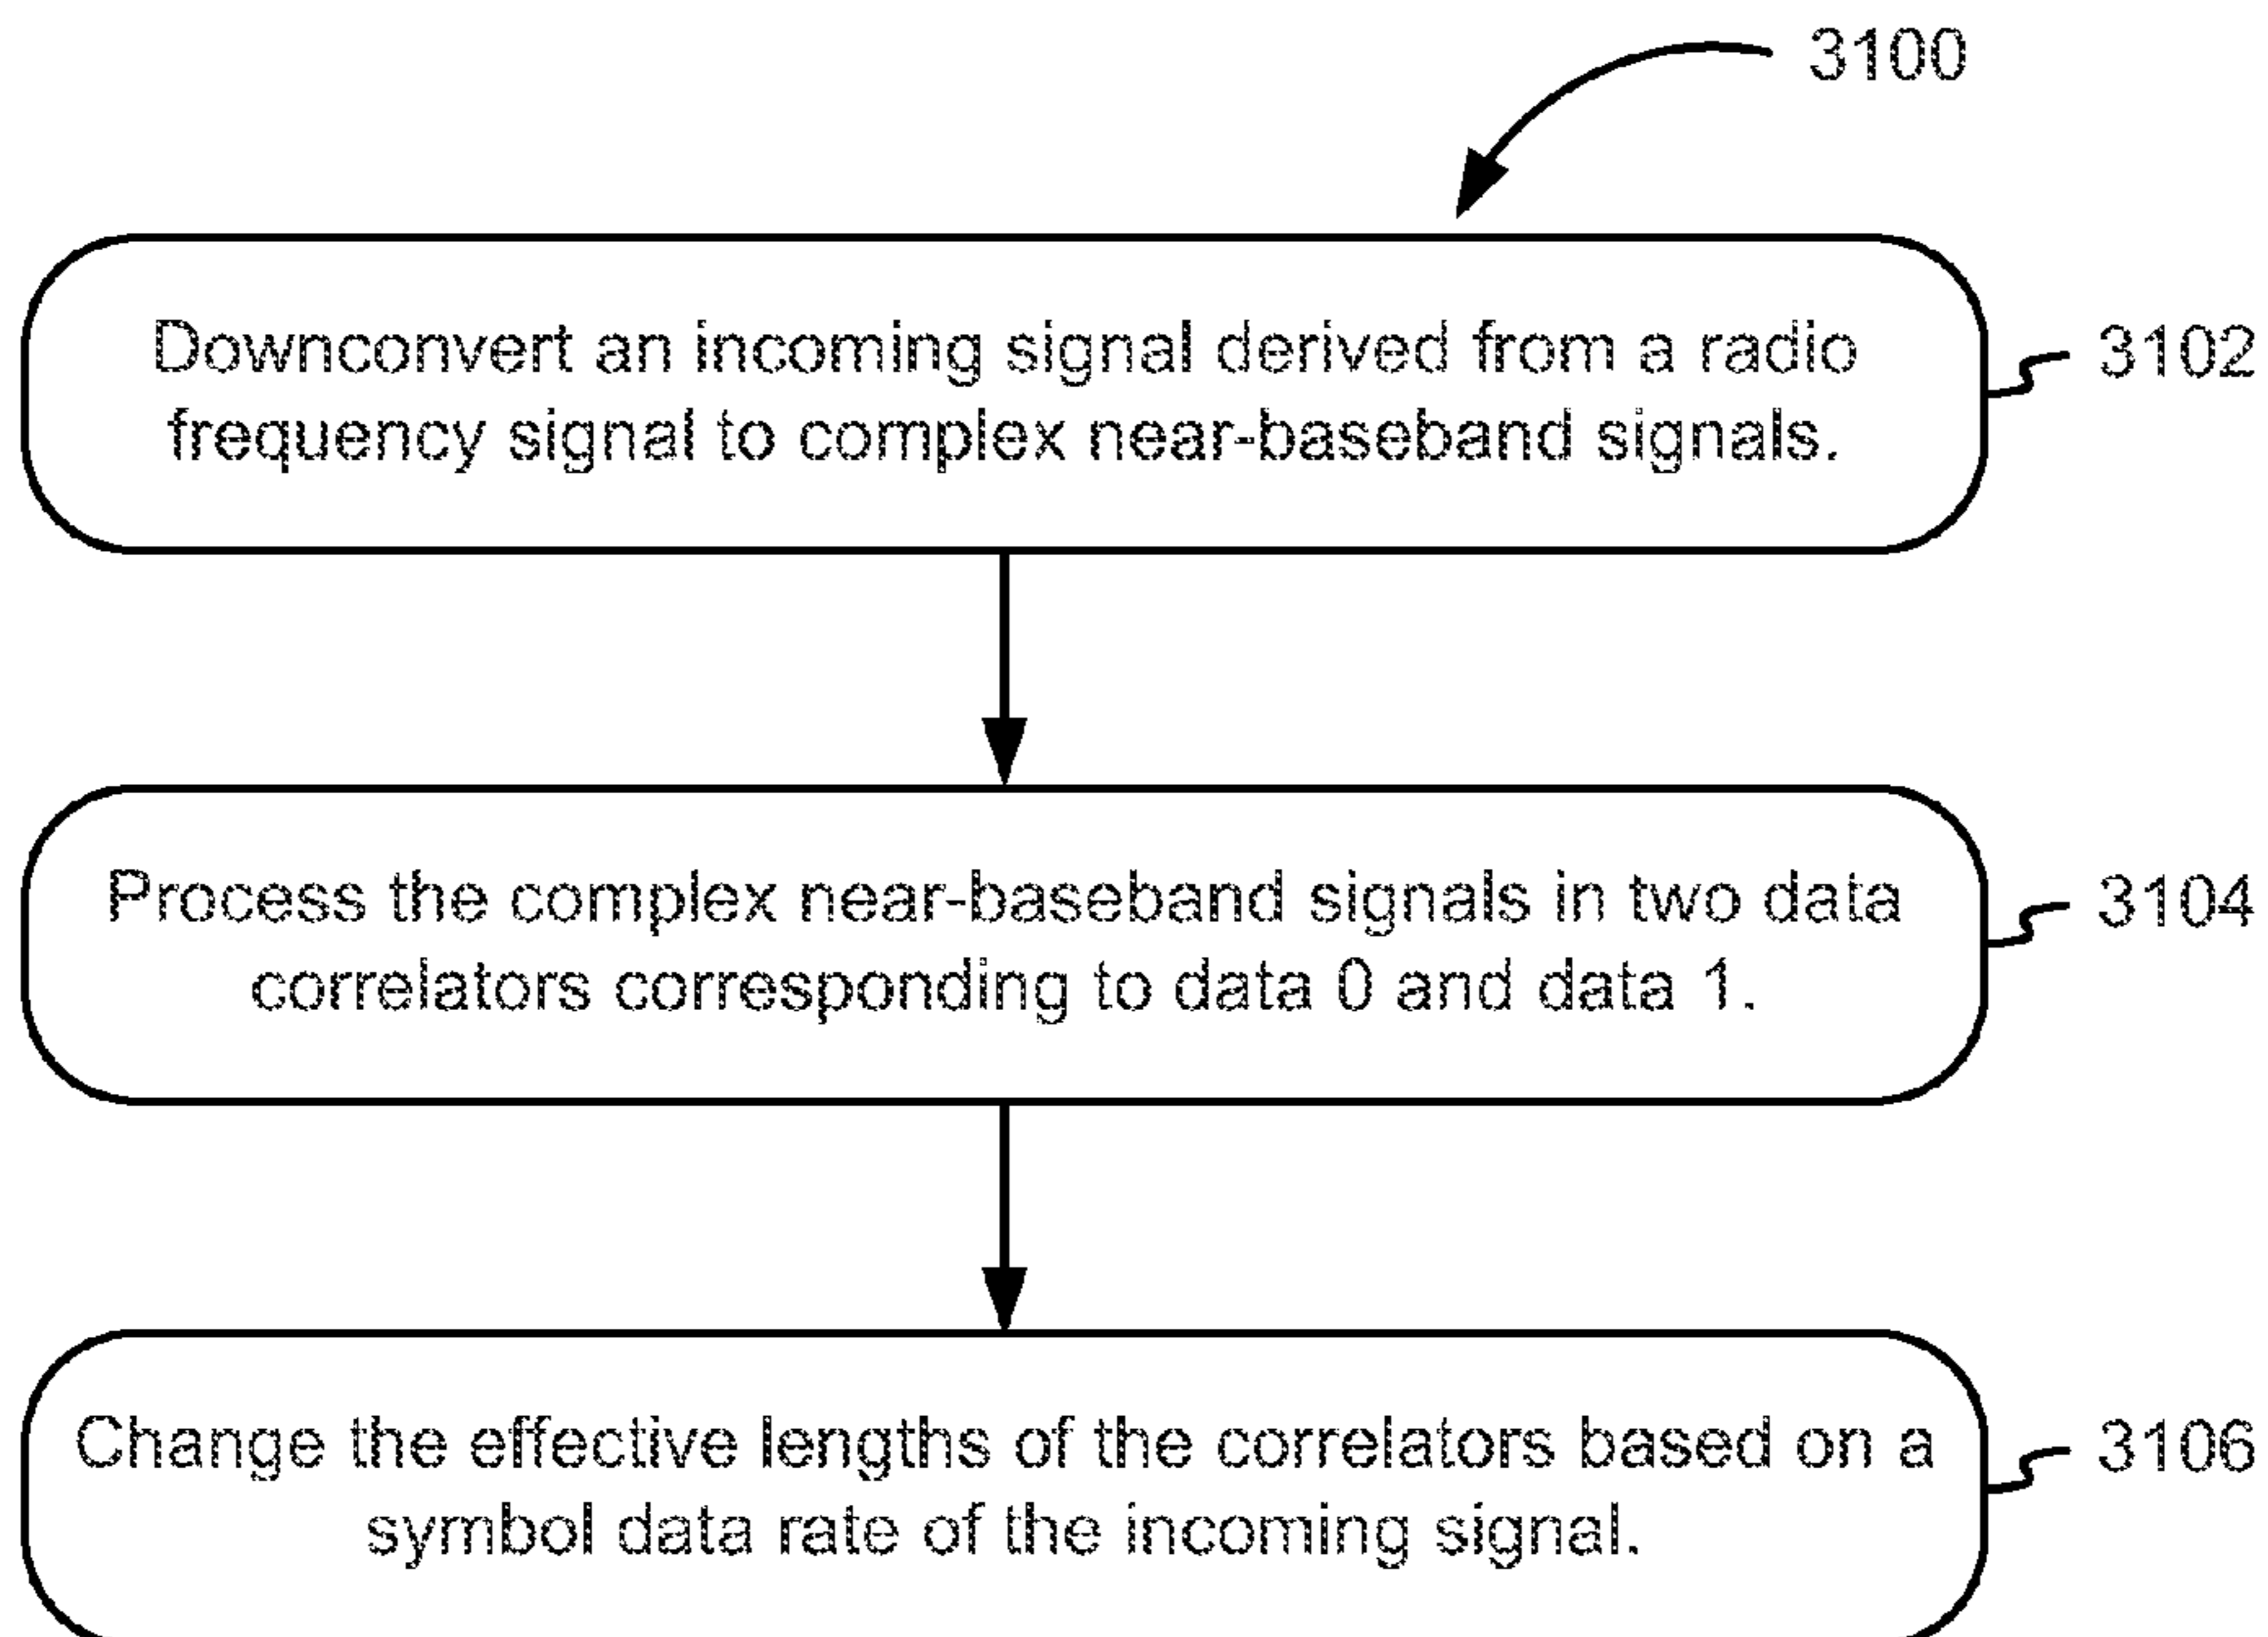 3100
Downconvert an incoming signal derived from a radio
frequency signal to complex near-baseband signals.
3102
Process the complex near-baseband signals in two data
correlators corresponding to data 0 and data 1.
3104
Change the effective lengths of the correlators based on a
symbol data rate of the incoming signal.
3106